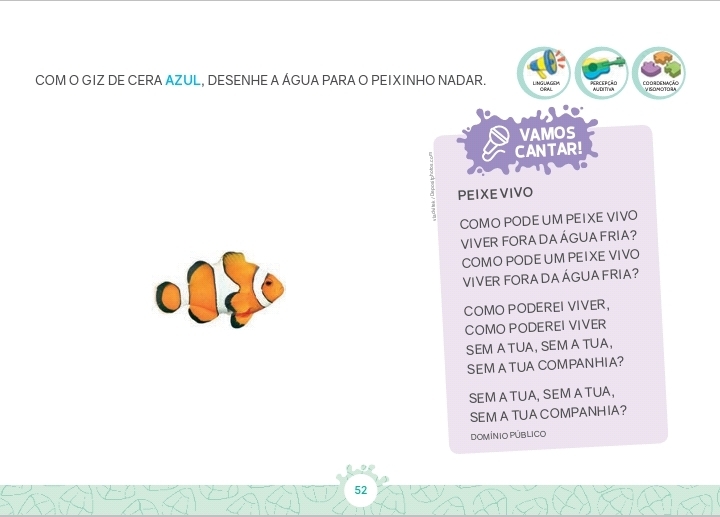 COM O GIZ DE CERA AZUL, DESENHE A ÁGUA PARA O PEIXINHO NADAR.
LINGUAGEM
ORAL
PERCEPÇÃO
AUDITIVA
COORDENAÇÃO
VISOMOTORA
VAMOS
CANTAR!
PEIXE VIVO
COMO PODE UM PEIXE VIVO
VIVER FORA DA ÁGUA FRIA?
COMO PODE UM PEIXE VIVO
VIVER FORA DA ÁGUA FRIA?
COMO PODEREI VIVER,
COMO PODEREI VIVER
SEM A TUA, SEM A TUA,
SEM A TUA COMPANHIA?
SEM A TUA, SEM A TUA,
SEM A TUA COMPANHIA?
DOMÍNIO PÚBLICO
52